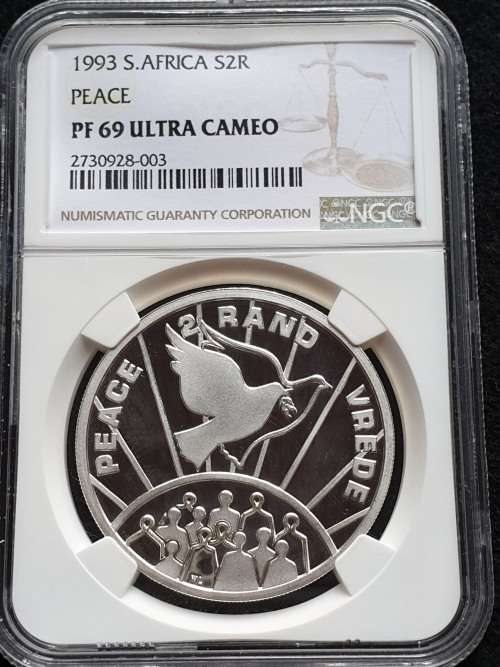 1993 S.AFRICA S2R
PEACE
PF 69 ULTRA CAMEO
2730928-003
NUMISMATIC GUARANTY CORPORATION
NGC®
PEACE 2 RAND VREDE